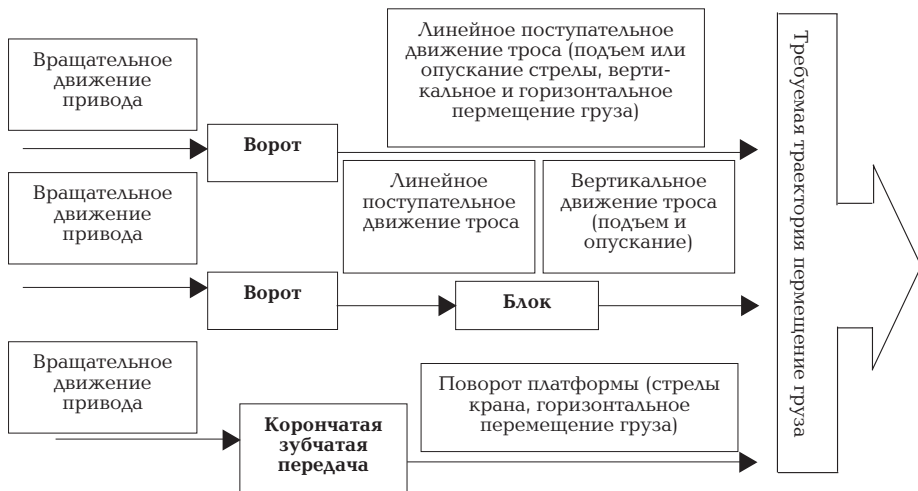 Вращательное
движение
привода
Линейное поступательное
движение троса (подъем или
опускание стрелы, верти-
кальное и горизонтальное
пермещение груза)
Ворот
Вращательное
движение
привода
Линейное
поступательное
движение троса
Вертикальное
движение троса
(подъем и
опускание)
Ворот
Блок
Вращательное
движение
привода
Корончатая
зубчатая
передача
Поворот платформы (стрелы
крана, горизонтальное
перемещение груза)
Требуемая траектория пермещение груза